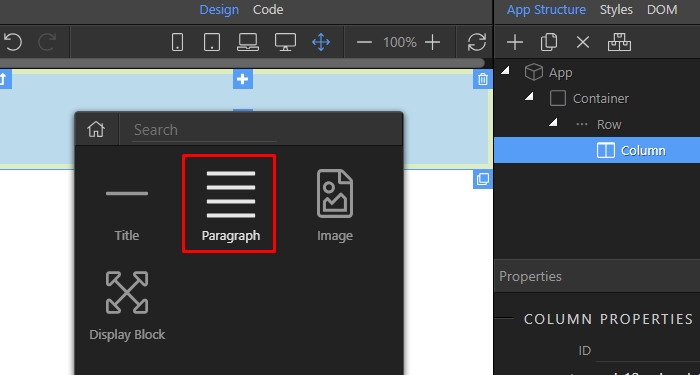 Design Code
App Structure Styles DOM
100%
App
Container
Row
Column
Search
Title Paragraph Image
Display Block
Properties
COLUMN PROPERTIES
ID